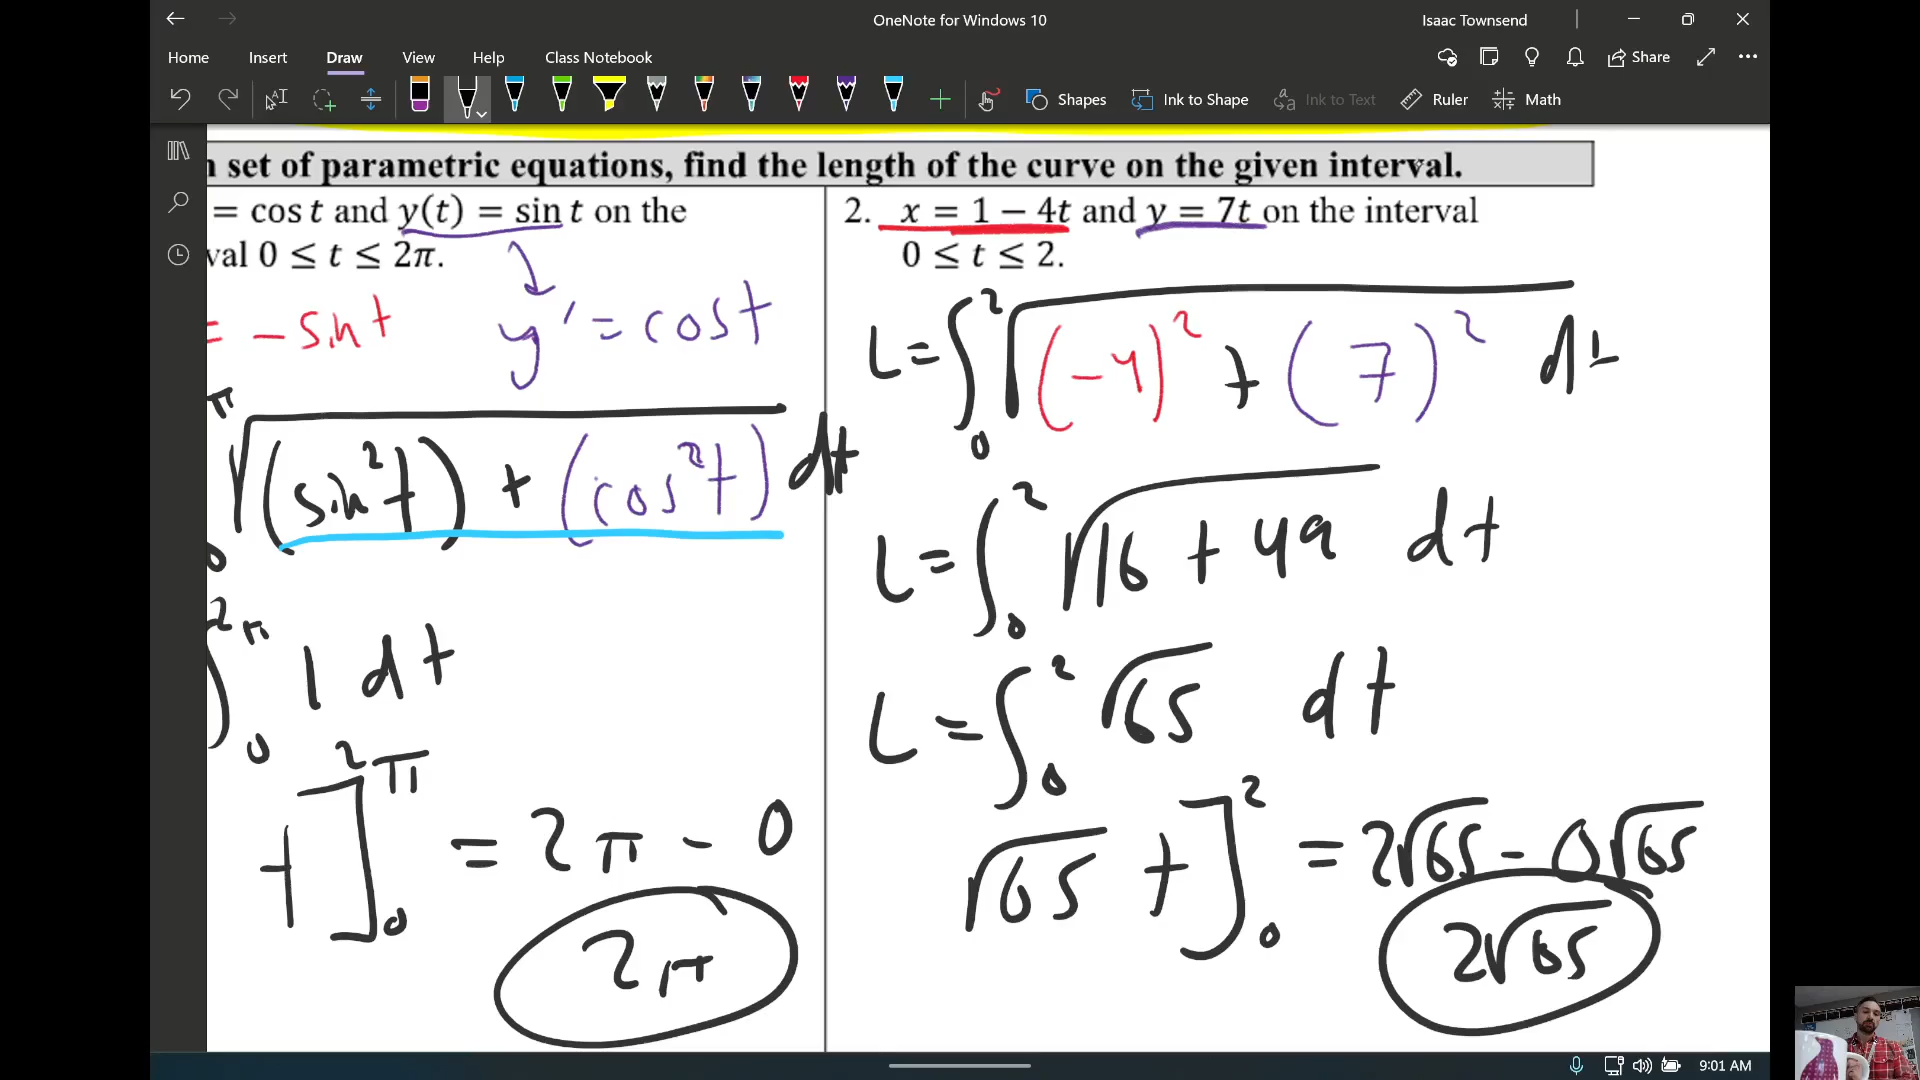 OneNote for Windows 10
Isaac Townsend
Home Insert Draw View Help Class Notebook
Share
Shapes Ink to Shape Ink to Text Ruler Math
n set of parametric equations, find the length of the curve on the given interval.
= cos t and y(t) = sin t on the
val 0 ≤ t ≤ 2π.
= -sin t
y' = cos t
π
√(sin²t) + (cos²t) dt
0
2π
∫ 1 dt
0
t]₀^2π = 2π - 0
2π
2. x = 1 − 4t and y = 7t on the interval
0 ≤ t ≤ 2.
L = ∫₀² √(-4)² + (7)² dt
L = ∫₀² √16 + 49 dt
L = ∫₀² √65 dt
√65 t]₀² = 2√65 - 0√65
2√65
9:01 AM